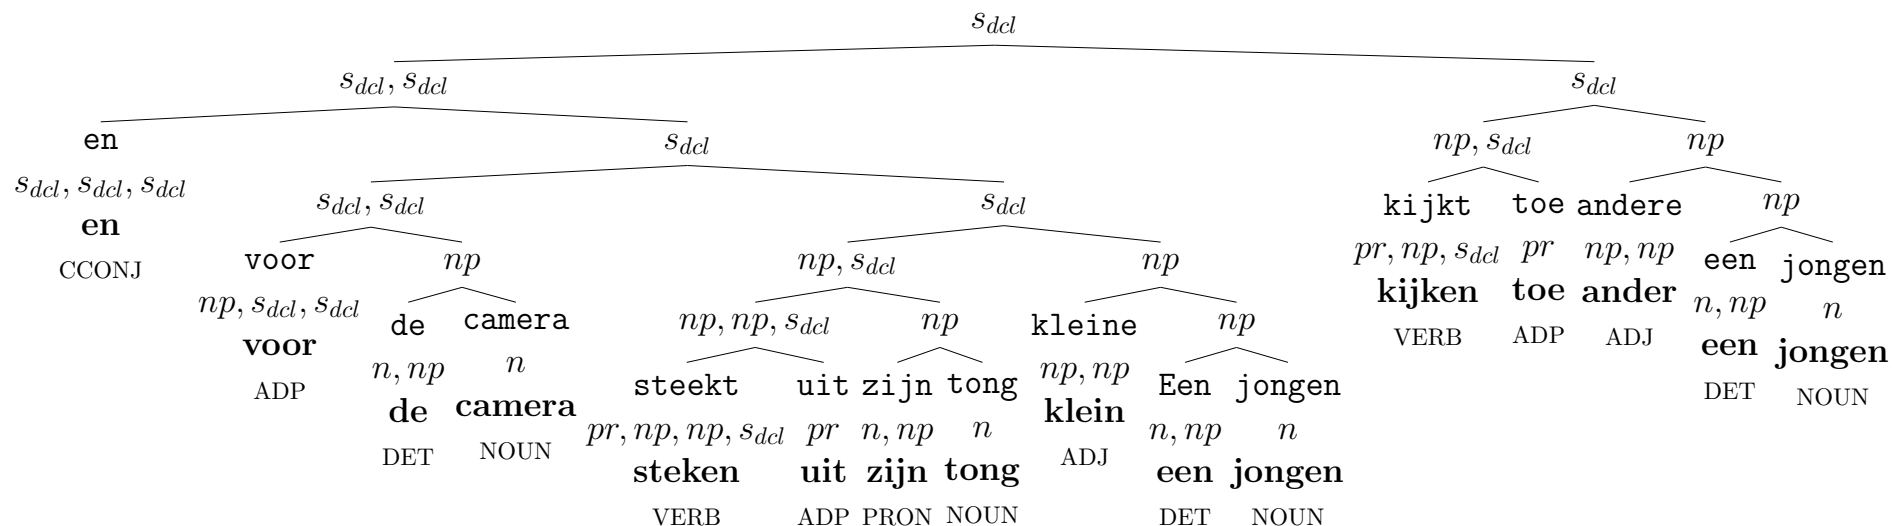 s_dcl
s_dcl, s_dcl s_dcl
en s_dcl np, s_dcl np
s_dcl, s_dcl, s_dcl s_dcl, s_dcl s_dcl kijkt toe andere np
en voor np np, s_dcl np pr, np, s_dcl pr np, np een jongen
CCONJ np, s_dcl, s_dcl de camera np, np, s_dcl np kleine np kijken toe ander n, np n
voor n, np n steekt uit zijn tong np, np Een jongen VERB ADP ADJ een jongen
ADP de camera pr, np, np, s_dcl pr n, np n klein n, np n DET NOUN
DET NOUN steken uit zijn tong ADJ een jongen
VERB ADP PRON NOUN DET NOUN